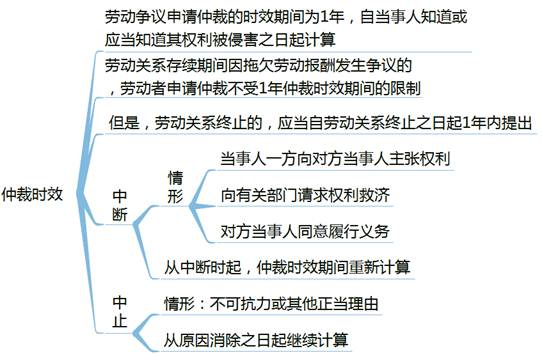 劳动争议申请仲裁的时效期间为1年，自当事人知道或
应当知道其权利被侵害之日起计算
劳动关系存续期间因拖欠劳动报酬发生争议的
，劳动者申请仲裁不受1年仲裁时效期间的限制
但是，劳动关系终止的，应当自劳动关系终止之日起1年内提出
仲裁时效
中断
情形
当事人一方向对方当事人主张权利
向有关部门请求权利救济
对方当事人同意履行义务
从中断时起，仲裁时效期间重新计算
中止
情形：不可抗力或其他正当理由
从原因消除之日起继续计算